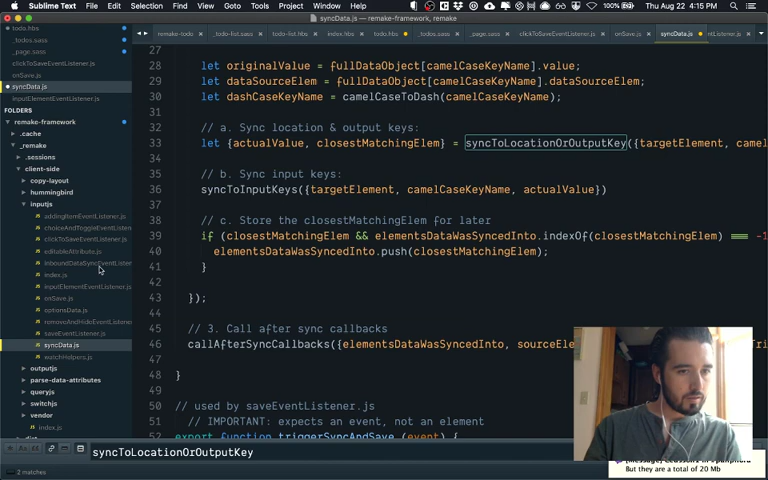 Sublime Text File Edit Selection Find View Goto Tools Project Window Help 100% Thu Aug 22 4:15 PM
syncData.js — remake-framework, remake
remake-todo _todo-list.sass todo-list.hbs index.hbs todo.hbs _todos.sass _page.sass clickToSaveEventListener.js onSave.js syncData.js ntListener.js
todo.hbs
_todos.sass
_page.sass
clickToSaveEventListener.js
onSave.js
syncData.js
inputElementEventListener.js
FOLDERS
remake-framework
.cache
_remake
.sessions
client-side
copy-layout
hummingbird
inputjs
addingItemEventListener.js
choiceAndToggleEventListe
clickToSaveEventListener.js
editableAttribute.js
inboundDataSyncEventListener
index.js
inputElementEventListener.js
onSave.js
optionsData.js
removeAndHideEventListene
saveEventListener.js
syncData.js
watchHelpers.js
outputjs
parse-data-attributes
queryjs
switchjs
vendor
index.js
27
28 let originalValue = fullDataObject[camelCaseKeyName].value;
29 let dataSourceElem = fullDataObject[camelCaseKeyName].dataSourceElem;
30 let dashCaseKeyName = camelCaseToDash(camelCaseKeyName);
31
32 // a. Sync location & output keys:
33 let {actualValue, closestMatchingElem} = syncToLocationOrOutputKey({targetElement, came
34
35 // b. Sync input keys:
36 syncToInputKeys({targetElement, camelCaseKeyName, actualValue})
37
38 // c. Store the closestMatchingElem for later
39 if (closestMatchingElem && elementsDataWasSyncedInto.indexOf(closestMatchingElem) === -1
40 elementsDataWasSyncedInto.push(closestMatchingElem);
41 }
42
43 });
44
45 // 3. Call after sync callbacks
46 callAfterSyncCallbacks({elementsDataWasSyncedInto, sourceEle
47
48 }
49
50 // used by saveEventListener.js
51 // IMPORTANT: expects an event, not an element
52 export function triggerSyncAndSave (event) {
syncToLocationOrOutputKey
2 matches
But they are a total of 20 Mb